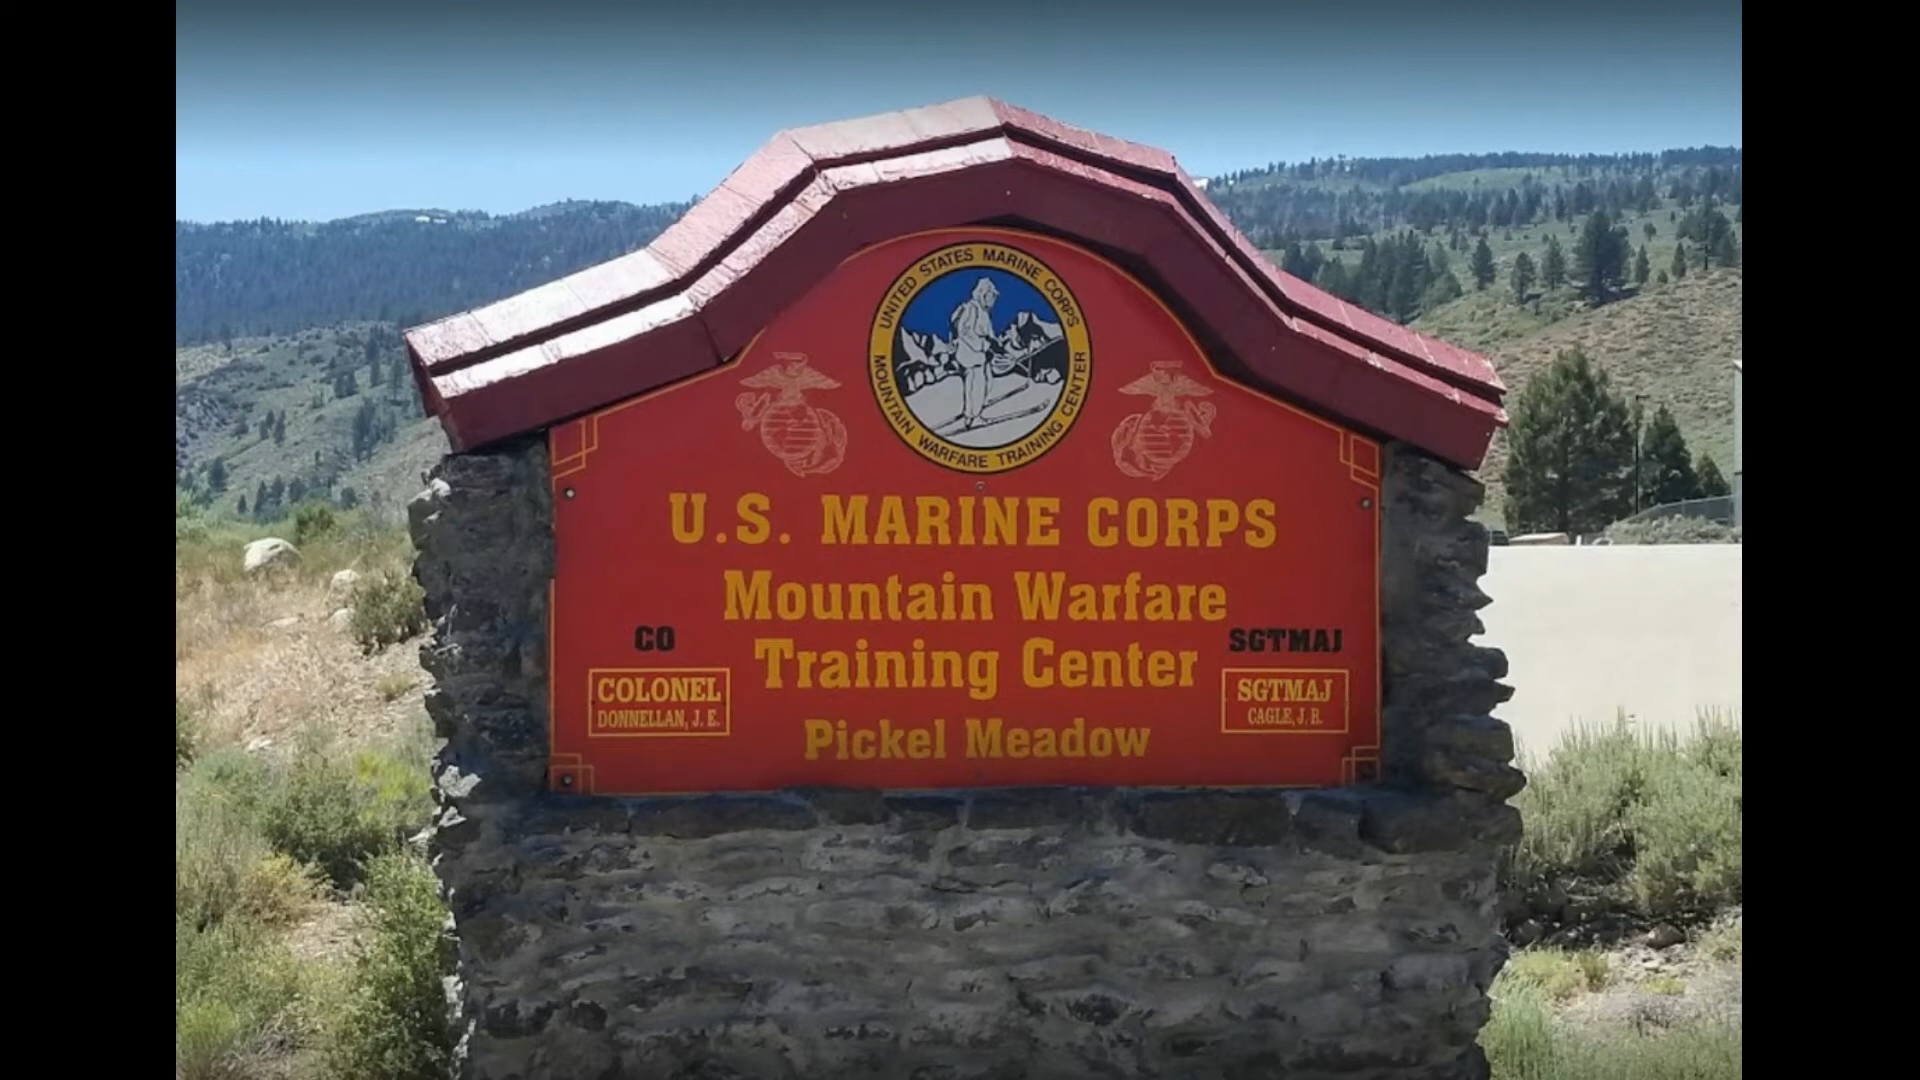 UNITED STATES MARINE CORPS
MOUNTAIN WARFARE TRAINING CENTER
U.S. MARINE CORPS
Mountain Warfare
Training Center
Pickel Meadow
CO
COLONEL
DONNELLAN, J. E.
SGTMAJ
SGTMAJ
CAGLE, J. R.